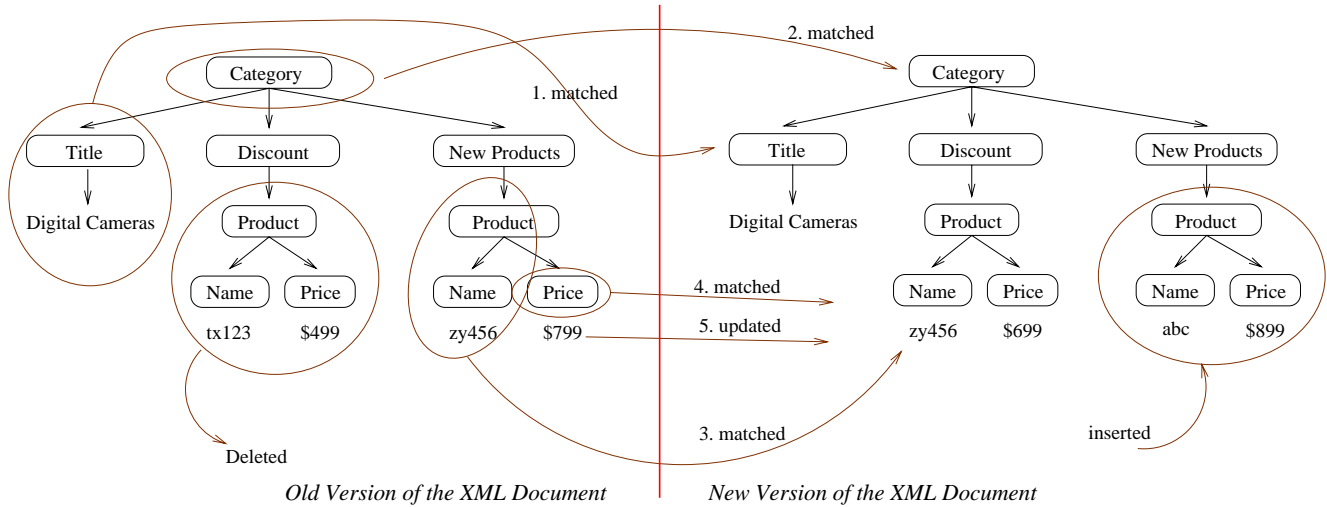 2. matched
Category
Category
1. matched
Title
Discount
New Products
Title
Discount
New Products
Digital Cameras
Product
Product
Digital Cameras
Product
Product
Name
Price
Name
Price
4. matched
Name
Price
Name
Price
tx123
$499
zy456
$799
5. updated
zy456
$699
abc
$899
3. matched
inserted
Deleted
Old Version of the XML Document
New Version of the XML Document